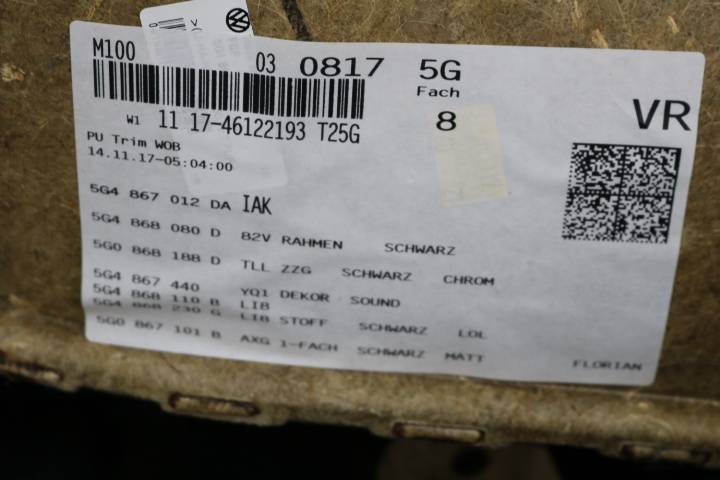 M100 03 0817 5G
Fach
W1 11 17-46122193 T25G 8 VR
PU Trim WOB
14.11.17-05:04:00
5G4 867 012 DA IAK
5G4 868 080 D 82V RAHMEN SCHWARZ
5G0 868 188 D TLL ZZG SCHWARZ CHROM
5G4 867 440 YQ1 DEKOR SOUND
5G4 868 110 B LIB
5G4 868 230 G LIB STOFF SCHWARZ LOL
5G0 867 101 B AXG 1-FACH SCHWARZ MATT
FLORIAN